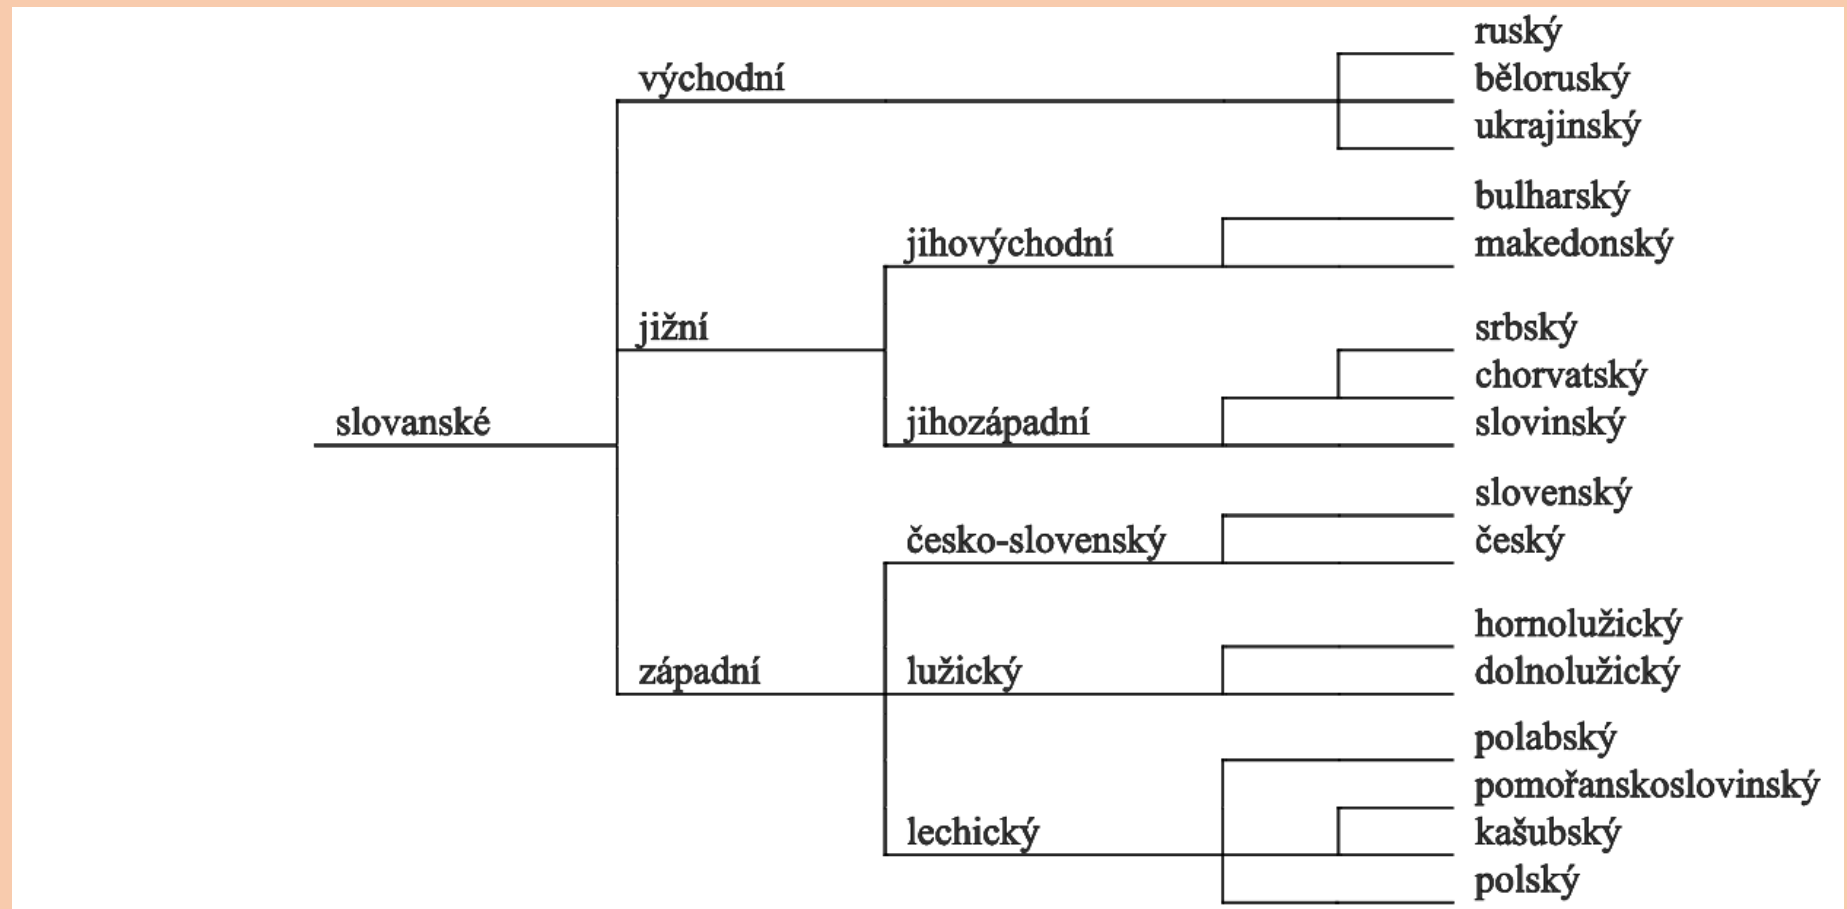 ruský
východní
běloruský
ukrajinský
bulharský
jihovýchodní
makedonský
jižní
srbský
chorvatský
slovanské
jihozápadní
slovinský
slovenský
česko-slovenský
český
hornolužický
západní
lužický
dolnolužický
polabský
pomořanskoslovinský
lechický
kašubský
polský